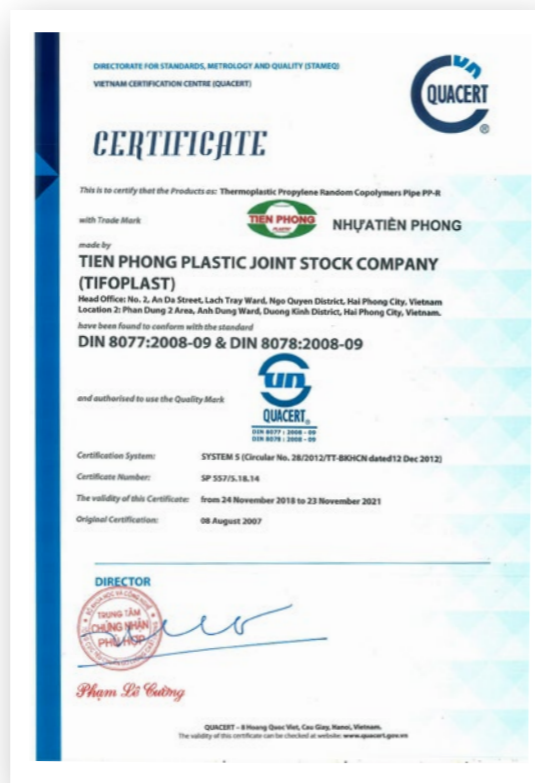 DIRECTORATE FOR STANDARDS, METROLOGY AND QUALITY (STAMEQ)
VIETNAM CERTIFICATION CENTRE (QUACERT)
QUACERT
®
CERTIFICATE
This is to certify that the Products as: Thermoplastic Propylene Random Copolymers Pipe PP-R
with Trade Mark
TIEN PHONG
PLASTIC
NHỰA TIÊN PHONG
made by
TIEN PHONG PLASTIC JOINT STOCK COMPANY
(TIFOPLAST)
Head Office: No. 2, An Da Street, Lach Tray Ward, Ngo Quyen District, Hai Phong City, Vietnam
Location 2: Phan Dung 2 Area, Anh Dung Ward, Duong Kinh District, Hai Phong City, Vietnam.
have been found to conform with the standard
DIN 8077:2008-09 & DIN 8078:2008-09
and authorised to use the Quality Mark
QUACERT®
DIN 8077 : 2008 - 09
DIN 8078 : 2008 - 09
Certification System: SYSTEM 5 (Circular No. 28/2012/TT-BKHCN dated12 Dec 2012)
Certificate Number: SP 557/5.18.14
The validity of this Certificate: from 24 November 2018 to 23 November 2021
Original Certification: 08 August 2007
DIRECTOR
BỘ KHOA HỌC VÀ CÔNG NGHỆ
TRUNG TÂM
CHỨNG NHẬN
PHÙ HỢP
Phạm Lê Cường
QUACERT – 8 Hoang Quoc Viet, Cau Giay, Hanoi, Vietnam.
The validity of this certificate can be checked at website: www.quacert.gov.vn